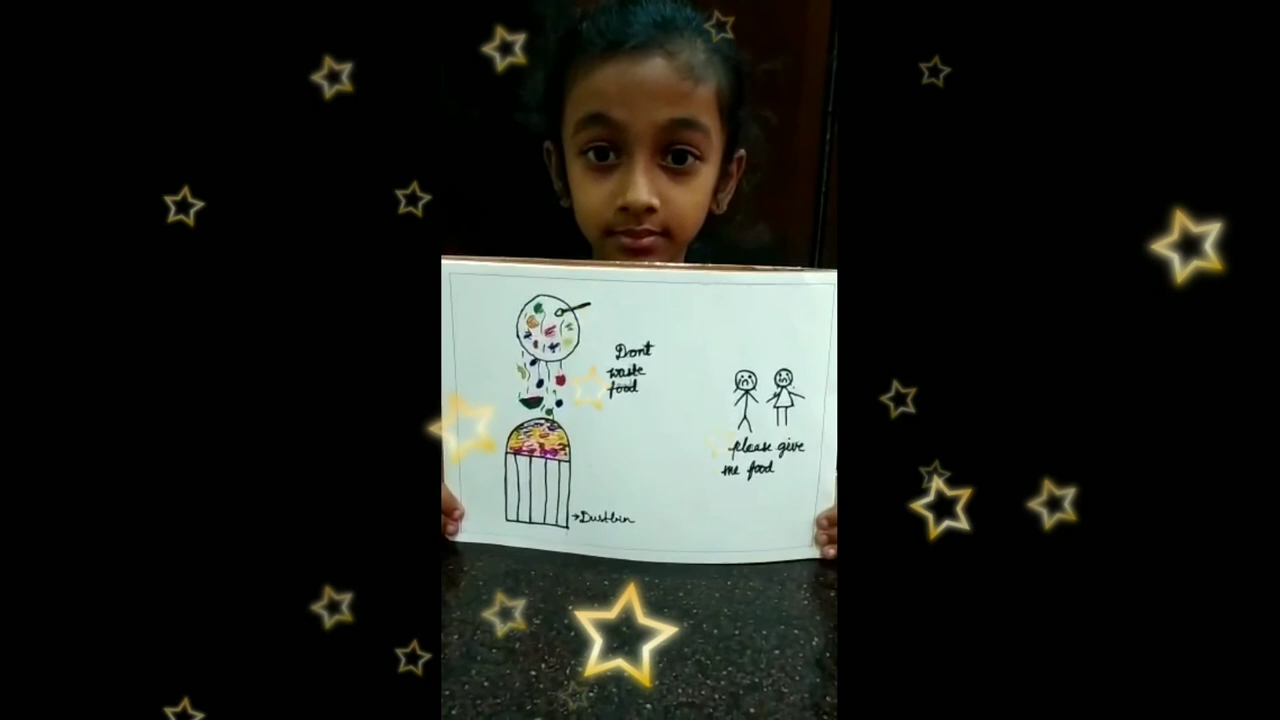 Dont
waste
food
please give
me food
→Dustbin